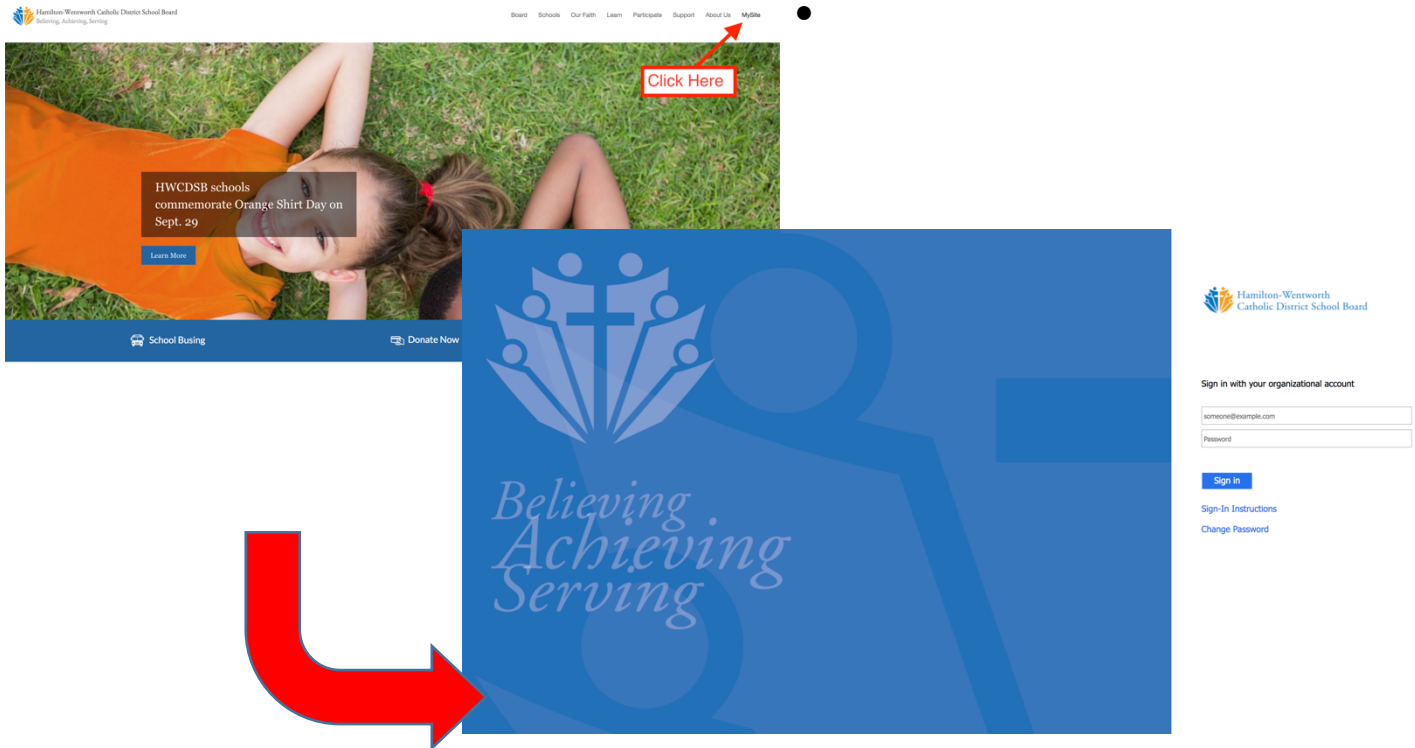 Hamilton-Wentworth Catholic District School Board
Believing, Achieving, Serving
Board Schools Our Faith Learn Participate Support About Us MySite
Click Here
HWCDSB schools
commemorate Orange Shirt Day on
Sept. 29
Learn More
School Busing
Donate Now
Believing
Achieving
Serving
Hamilton-Wentworth
Catholic District School Board
Sign in with your organizational account
someone@example.com
Password
Sign in
Sign-In Instructions
Change Password